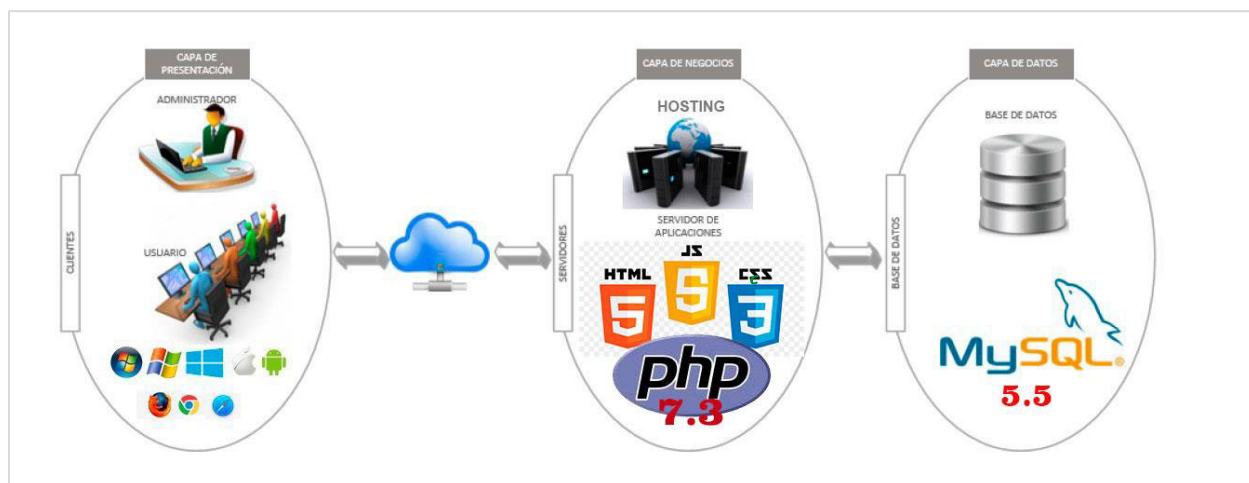 CAPA DE
PRESENTACIÓN
ADMINISTRADOR
CLIENTES
USUARIO
CAPA DE NEGOCIOS
HOSTING
SERVIDORES
SERVIDOR DE
APLICACIONES
HTML
JS
CSS
5
5
3
php
7.3
CAPA DE DATOS
BASE DE DATOS
BASE DE DATOS
MySQL®
5.5